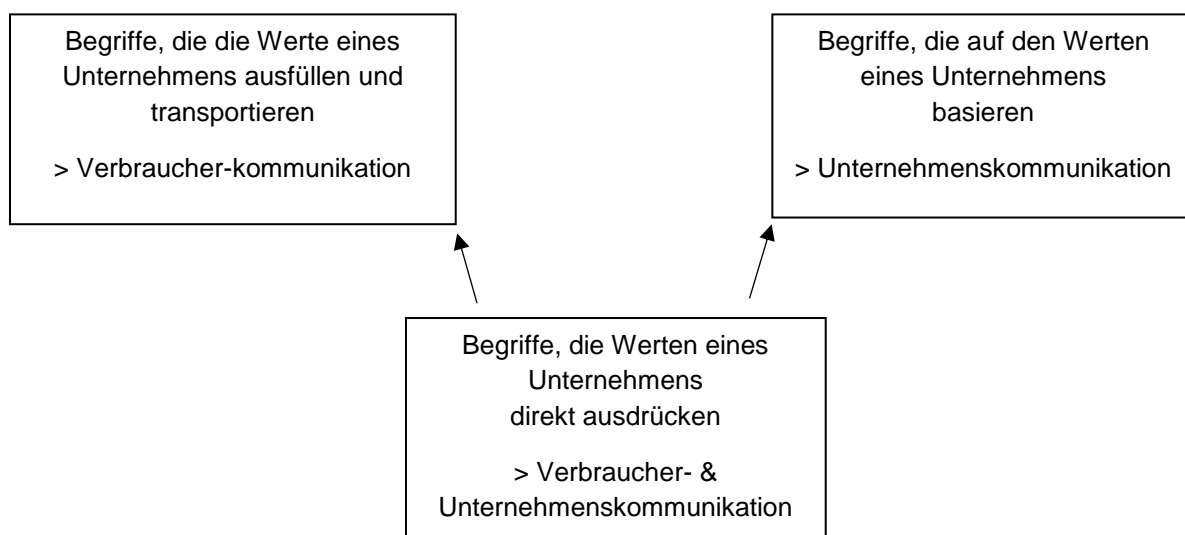 Begriffe, die die Werte eines
Unternehmens ausfüllen und
transportieren
> Verbraucher-kommunikation
Begriffe, die auf den Werten
eines Unternehmens
basieren
> Unternehmenskommunikation
Begriffe, die Werten eines
Unternehmens
direkt ausdrücken
> Verbraucher- &
Unternehmenskommunikation